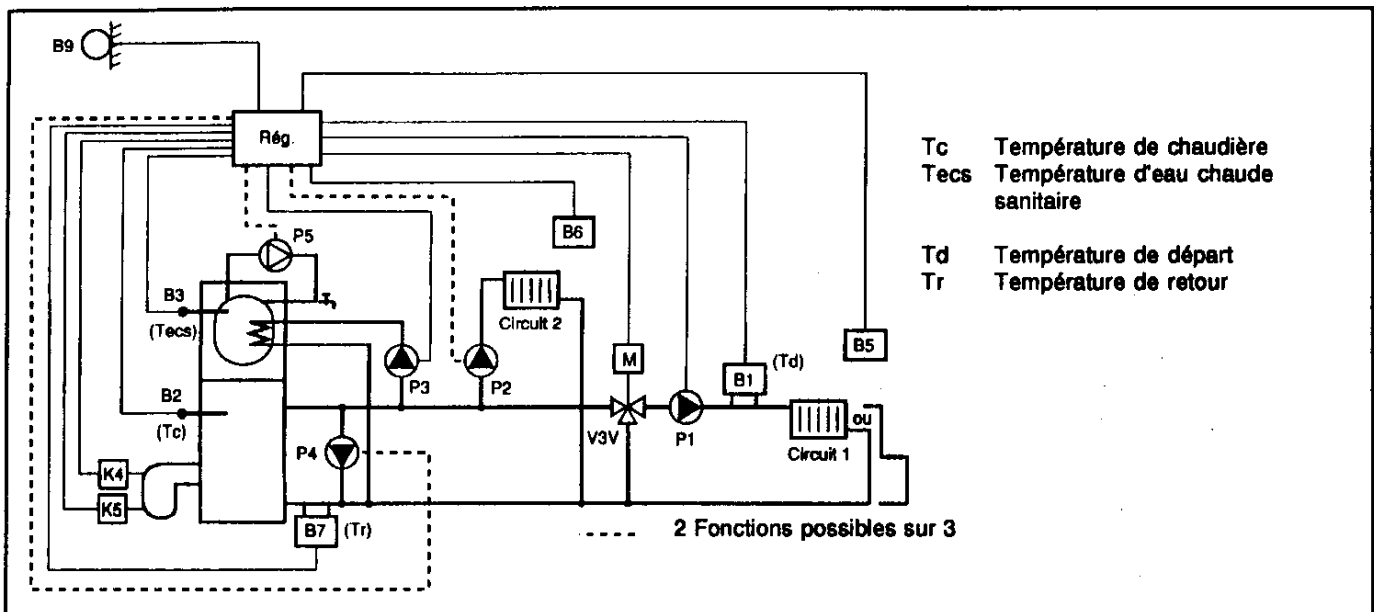 B9
Rég.
Tc Température de chaudière
Tecs Température d'eau chaude
sanitaire
Td Température de départ
Tr Température de retour
B6
P5
B3
(Tecs)
Circuit 2
B5
M
B1
(Td)
B2
(Tc)
P3
P2
V3V
P1
ou
Circuit 1
P4
K4
K5
B7
(Tr)
2 Fonctions possibles sur 3